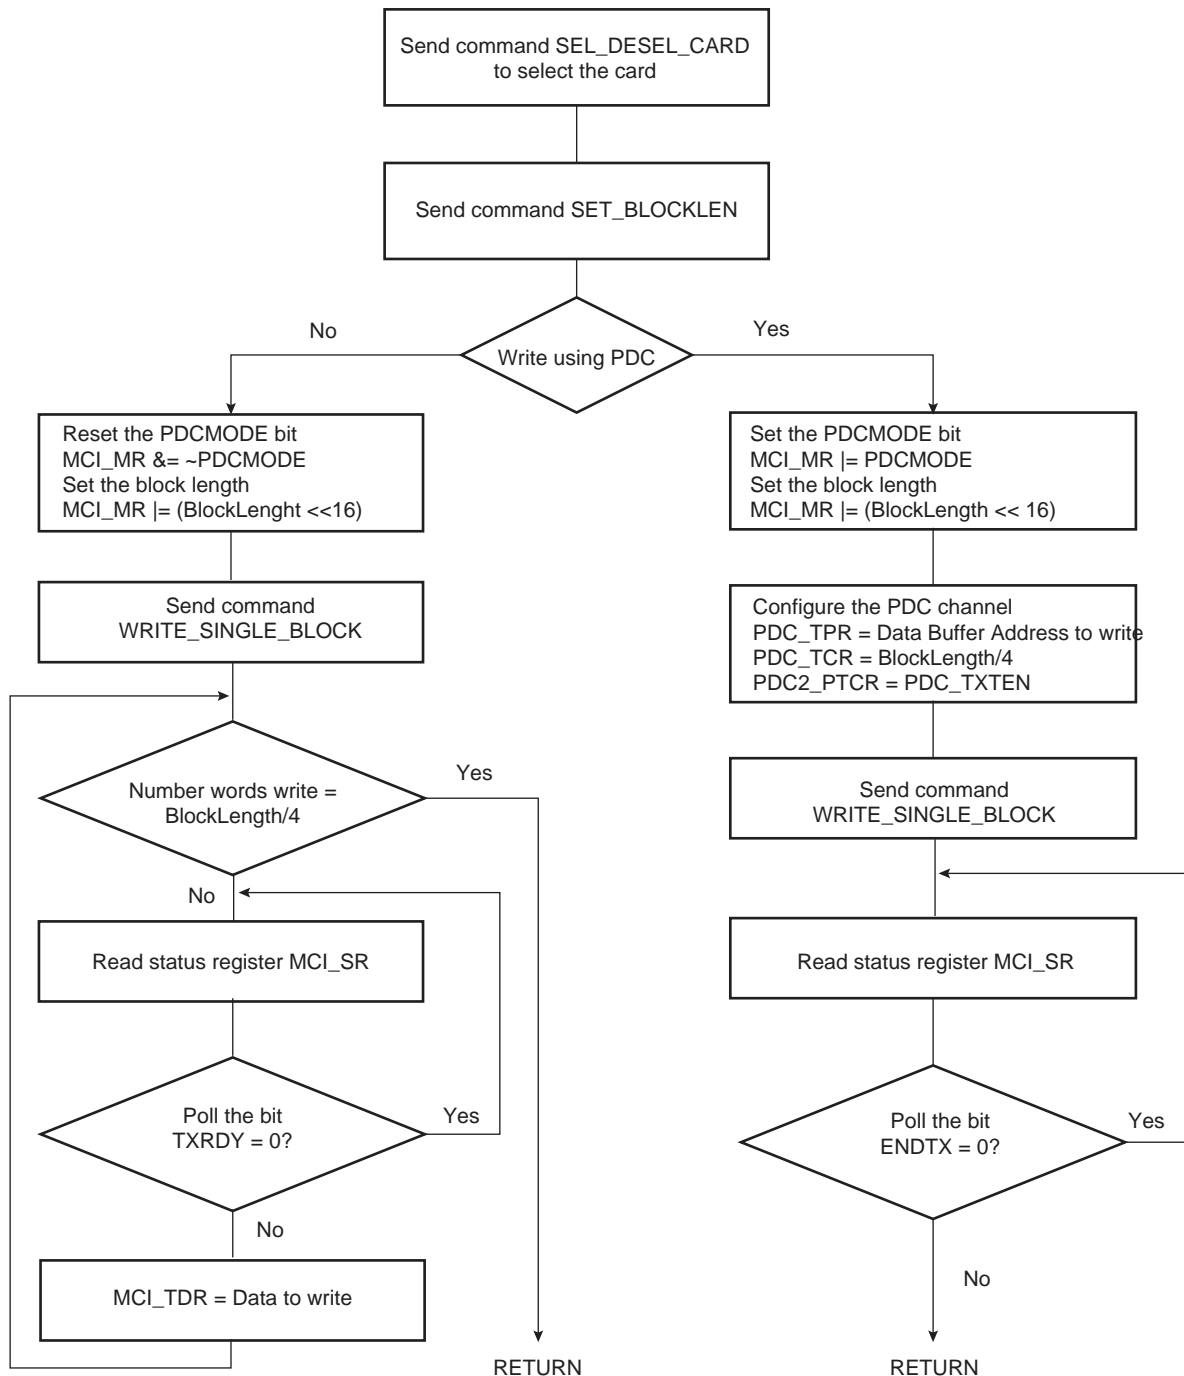 Send command SEL_DESEL_CARD
to select the card
Send command SET_BLOCKLEN
No
Yes
Write using PDC
Reset the PDCMODE bit
MCI_MR &= ~PDCMODE
Set the block length
MCI_MR |= (BlockLenght <<16)
Send command
WRITE_SINGLE_BLOCK
Number words write =
BlockLength/4
Yes
No
Read status register MCI_SR
Poll the bit
TXRDY = 0?
Yes
No
MCI_TDR = Data to write
RETURN
Set the PDCMODE bit
MCI_MR |= PDCMODE
Set the block length
MCI_MR |= (BlockLength << 16)
Configure the PDC channel
PDC_TPR = Data Buffer Address to write
PDC_TCR = BlockLength/4
PDC2_PTCR = PDC_TXTEN
Send command
WRITE_SINGLE_BLOCK
Read status register MCI_SR
Poll the bit
ENDTX = 0?
Yes
No
RETURN